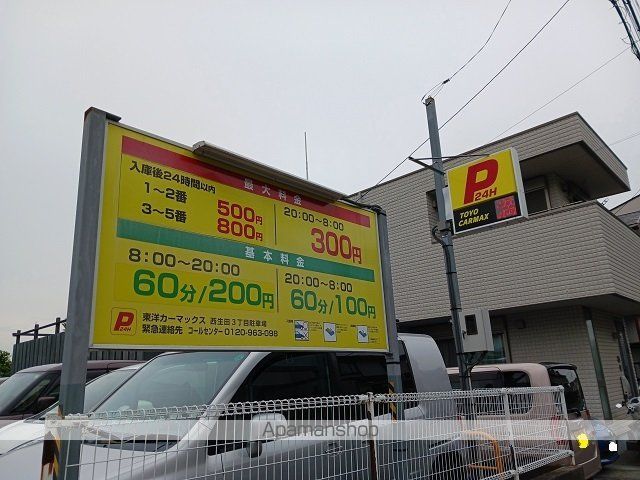 最大料金
入庫後24時間以内
1～2番 500円
3～5番 800円
20:00～8:00
300円
基本料金
8:00～20:00
60分/200円
20:00～8:00
60分/100円
P
24H
東洋カーマックス 西生田3丁目駐車場
緊急連絡先 コールセンター0120-963-098
P
24H
TOYO
CARMAX
Apamanshop